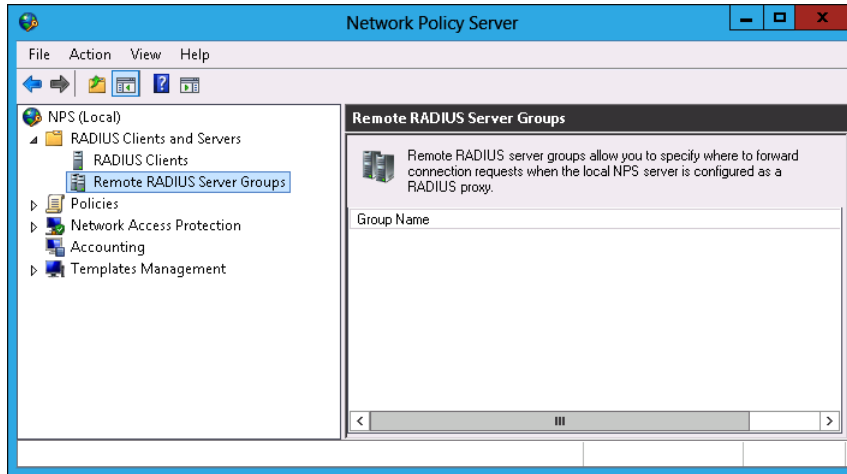 Network Policy Server
File Action View Help
NPS (Local)
RADIUS Clients and Servers
RADIUS Clients
Remote RADIUS Server Groups
Policies
Network Access Protection
Accounting
Templates Management
Remote RADIUS Server Groups
Remote RADIUS server groups allow you to specify where to forward
connection requests when the local NPS server is configured as a
RADIUS proxy.
Group Name